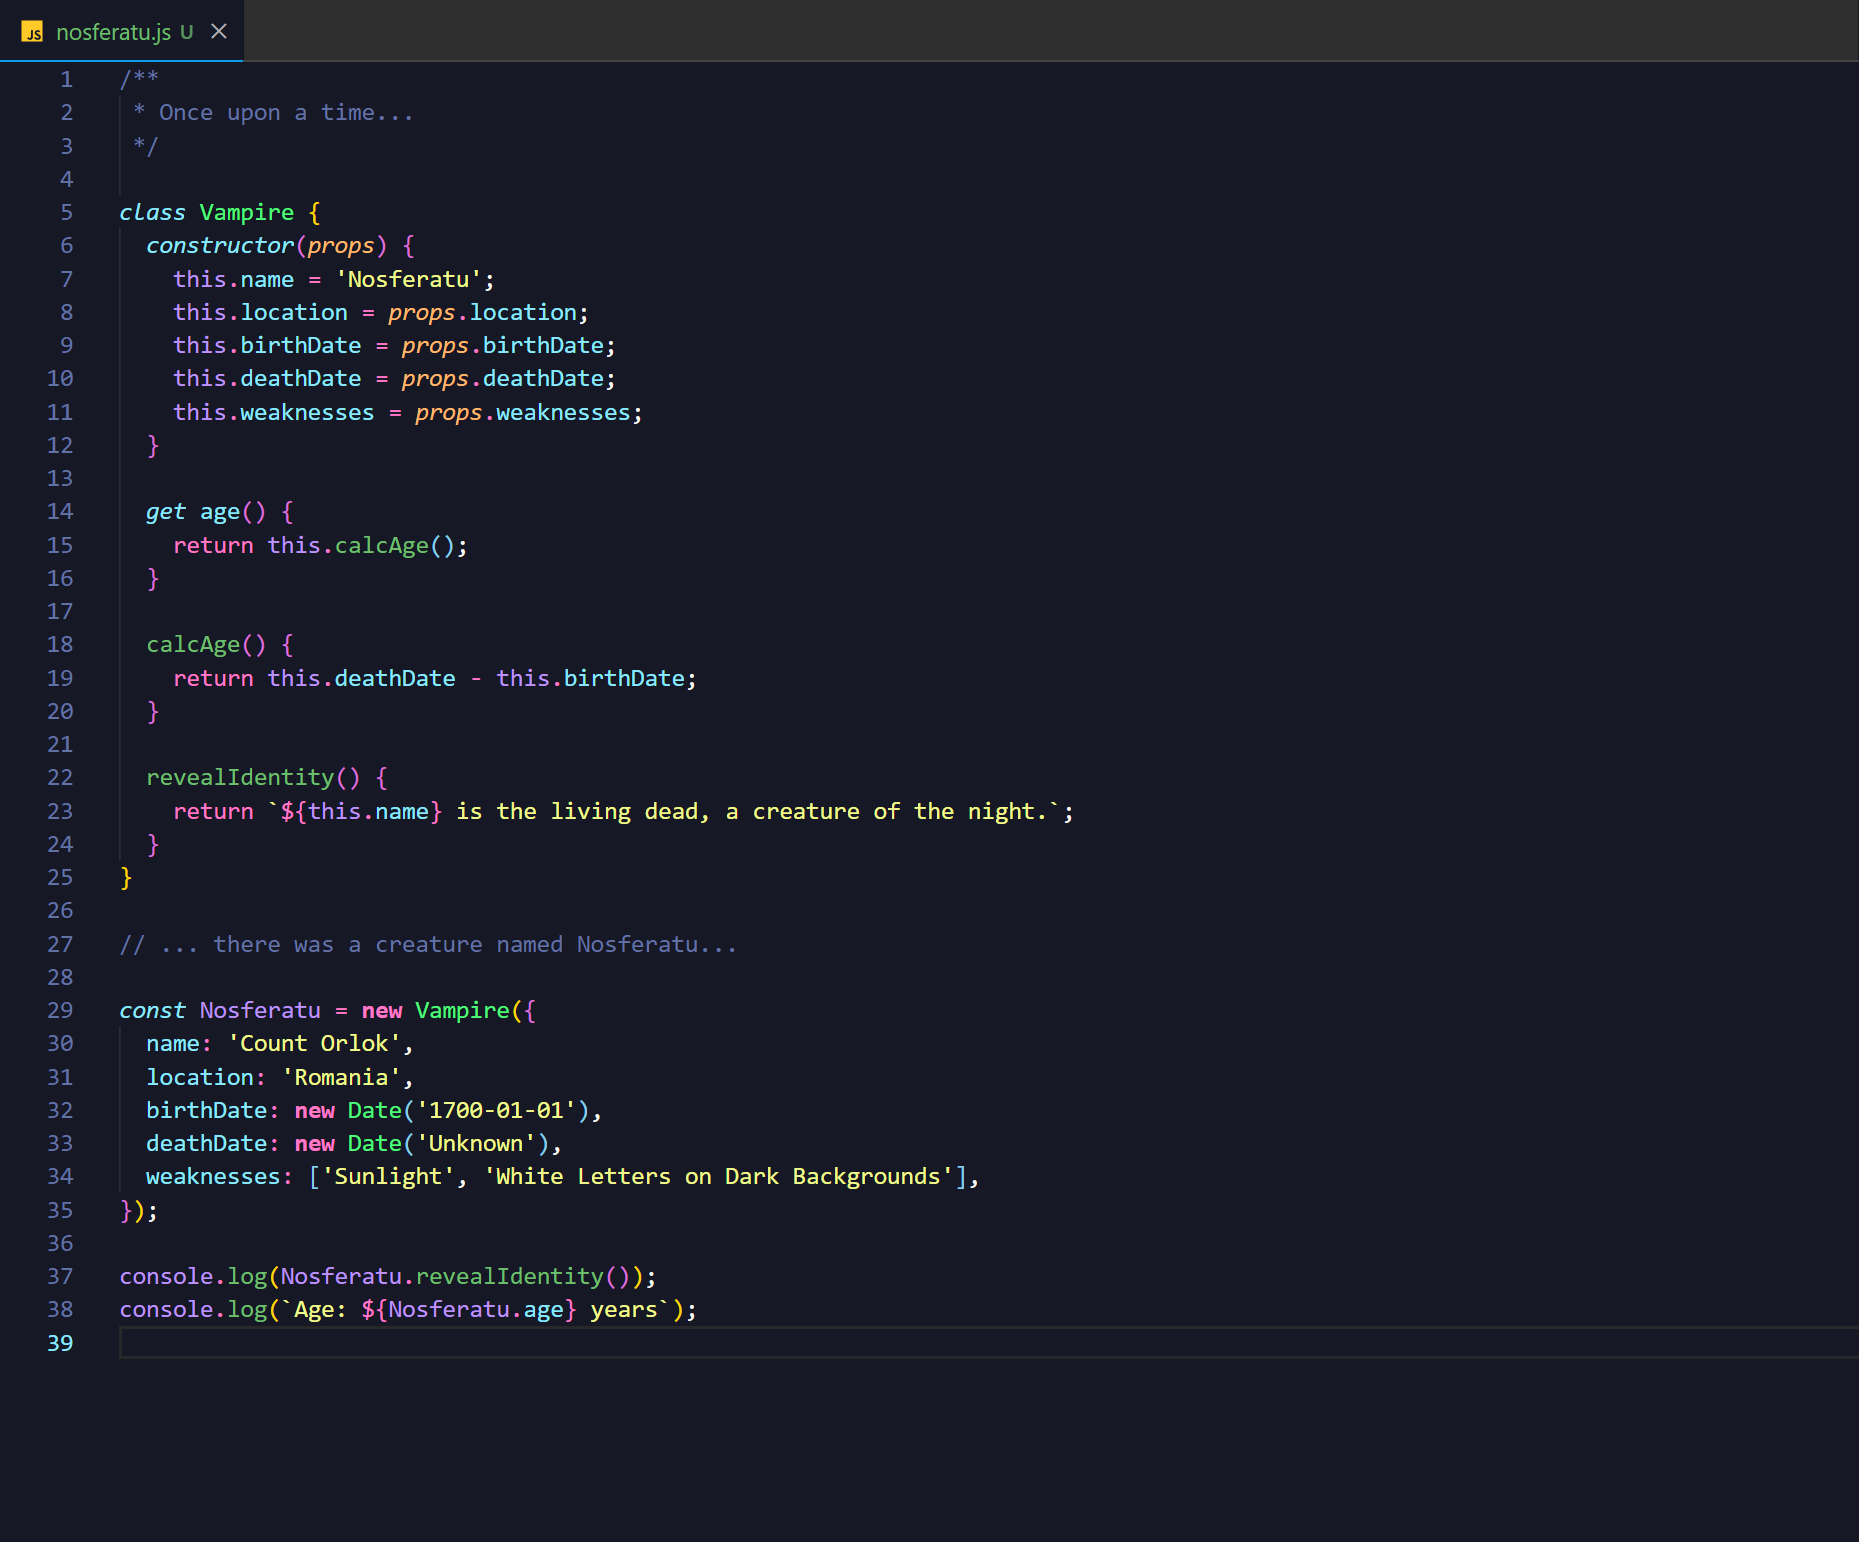 JS nosferatu.js U
1 /**
2  * Once upon a time...
3  */
4
5 class Vampire {
6   constructor(props) {
7     this.name = 'Nosferatu';
8     this.location = props.location;
9     this.birthDate = props.birthDate;
10     this.deathDate = props.deathDate;
11     this.weaknesses = props.weaknesses;
12   }
13
14   get age() {
15     return this.calcAge();
16   }
17
18   calcAge() {
19     return this.deathDate - this.birthDate;
20   }
21
22   revealIdentity() {
23     return `${this.name} is the living dead, a creature of the night.`;
24   }
25 }
26
27 // ... there was a creature named Nosferatu...
28
29 const Nosferatu = new Vampire({
30   name: 'Count Orlok',
31   location: 'Romania',
32   birthDate: new Date('1700-01-01'),
33   deathDate: new Date('Unknown'),
34   weaknesses: ['Sunlight', 'White Letters on Dark Backgrounds'],
35 });
36
37 console.log(Nosferatu.revealIdentity());
38 console.log(`Age: ${Nosferatu.age} years`);
39